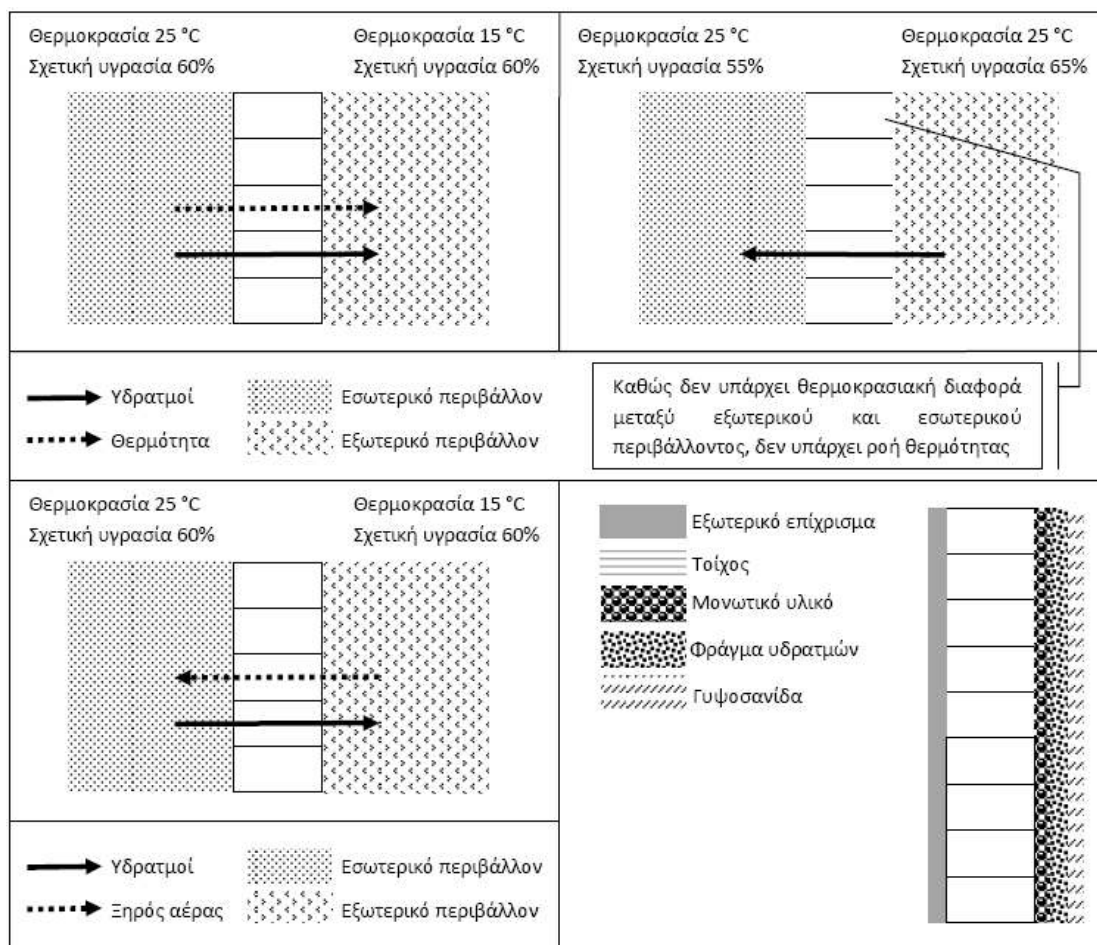 Θερμοκρασία 25 °C
Σχετική υγρασία 60%
Θερμοκρασία 15 °C
Σχετική υγρασία 60%
Θερμοκρασία 25 °C
Σχετική υγρασία 55%
Θερμοκρασία 25 °C
Σχετική υγρασία 65%
Υδρατμοί
Εσωτερικό περιβάλλον
Θερμότητα
Εξωτερικό περιβάλλον
Καθώς δεν υπάρχει θερμοκρασιακή διαφορά
μεταξύ εξωτερικού και εσωτερικού
περιβάλλοντος, δεν υπάρχει ροή θερμότητας
Θερμοκρασία 25 °C
Σχετική υγρασία 60%
Θερμοκρασία 15 °C
Σχετική υγρασία 60%
Υδρατμοί
Εσωτερικό περιβάλλον
Ξηρός αέρας
Εξωτερικό περιβάλλον
Εξωτερικό επίχρισμα
Τοίχος
Μονωτικό υλικό
Φράγμα υδρατμών
Γυψοσανίδα